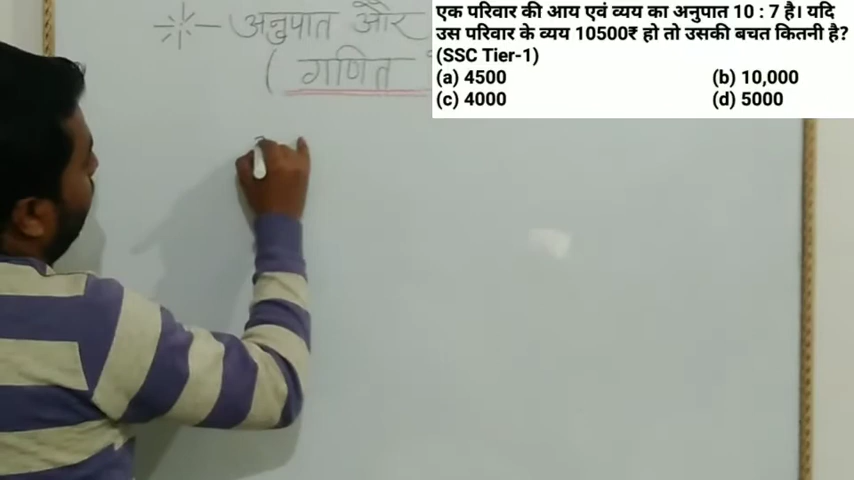 अनुपात और
( गणित
एक परिवार की आय एवं व्यय का अनुपात 10 : 7 है। यदि
उस परिवार के व्यय 10500₹ हो तो उसकी बचत कितनी है?
(SSC Tier-1)
(a) 4500 (b) 10,000
(c) 4000 (d) 5000